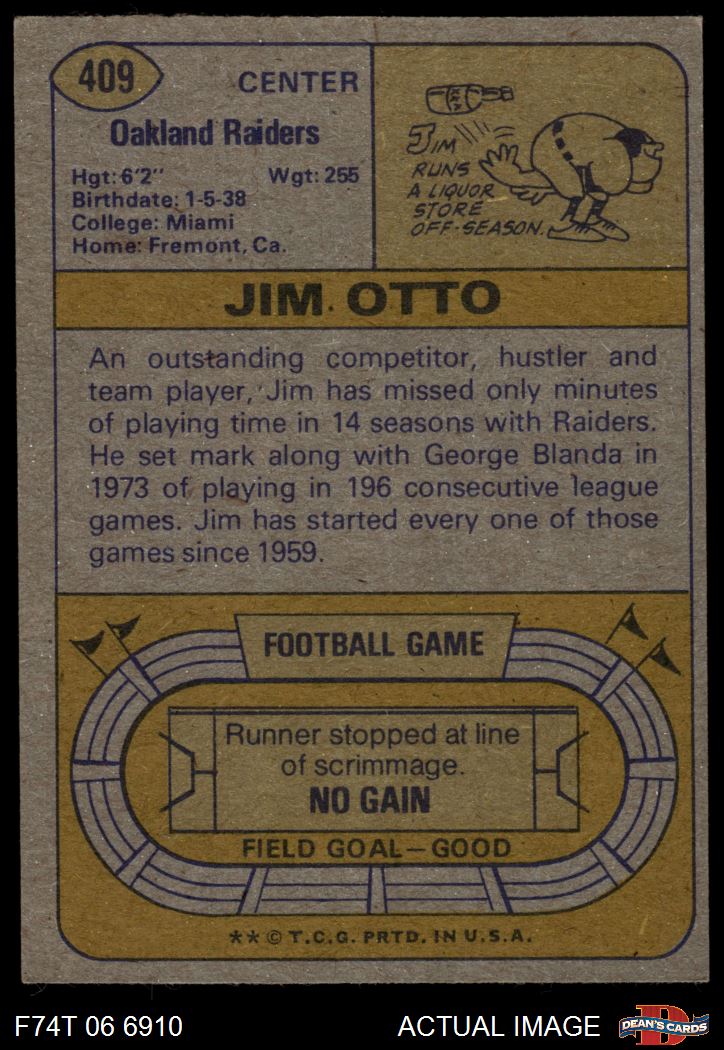 409
CENTER
Oakland Raiders
Hgt: 6'2" Wgt: 255
Birthdate: 1-5-38
College: Miami
Home: Fremont, Ca.
XXX
JIM
RUNS
A LIQUOR
STORE
OFF-SEASON.
JIM OTTO
An outstanding competitor, hustler and
team player, Jim has missed only minutes
of playing time in 14 seasons with Raiders.
He set mark along with George Blanda in
1973 of playing in 196 consecutive league
games. Jim has started every one of those
games since 1959.
FOOTBALL GAME
Runner stopped at line
of scrimmage.
NO GAIN
FIELD GOAL—GOOD
** © T.C.G. PRTD. IN U.S.A.
F74T 06 6910
ACTUAL IMAGE
D
DEAN'S CARDS